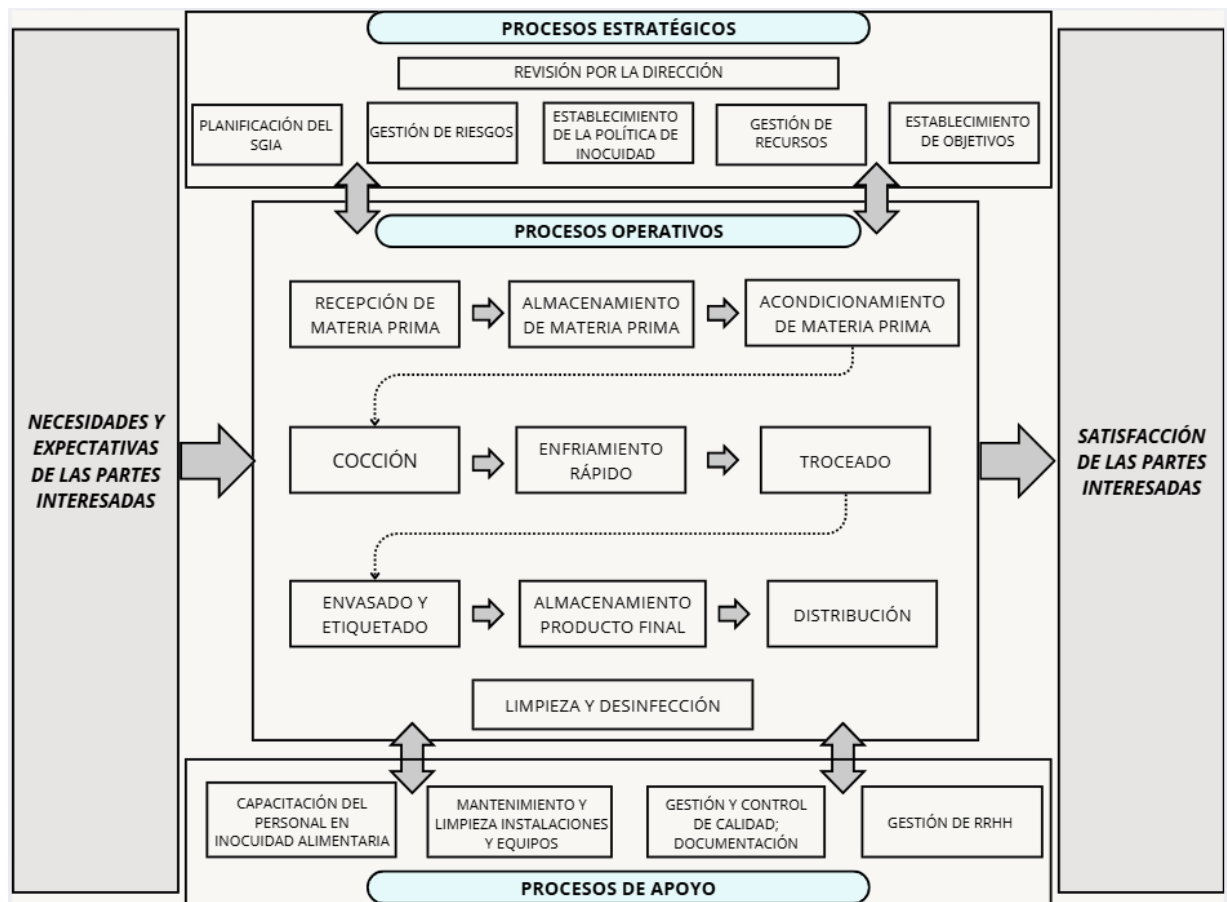 PROCESOS ESTRATÉGICOS
REVISIÓN POR LA DIRECCIÓN
PLANIFICACIÓN DEL
SGIA
GESTIÓN DE RIESGOS
ESTABLECIMIENTO
DE LA POLÍTICA DE
INOCUIDAD
GESTIÓN DE
RECURSOS
ESTABLECIMIENTO
DE OBJETIVOS
NECESIDADES Y
EXPECTATIVAS
DE LAS PARTES
INTERESADAS
PROCESOS OPERATIVOS
RECEPCIÓN DE
MATERIA PRIMA
ALMACENAMIENTO
DE MATERIA PRIMA
ACONDICIONAMIENTO
DE MATERIA PRIMA
COCCIÓN
ENFRIAMIENTO
RÁPIDO
TROCEADO
ENVASADO Y
ETIQUETADO
ALMACENAMIENTO
PRODUCTO FINAL
DISTRIBUCIÓN
LIMPIEZA Y DESINFECCIÓN
SATISFACCIÓN
DE LAS PARTES
INTERESADAS
CAPACITACIÓN DEL
PERSONAL EN
INOCUIDAD ALIMENTARIA
MANTENIMIENTO Y
LIMPIEZA INSTALACIONES
Y EQUIPOS
GESTIÓN Y CONTROL
DE CALIDAD;
DOCUMENTACIÓN
GESTIÓN DE RRHH
PROCESOS DE APOYO